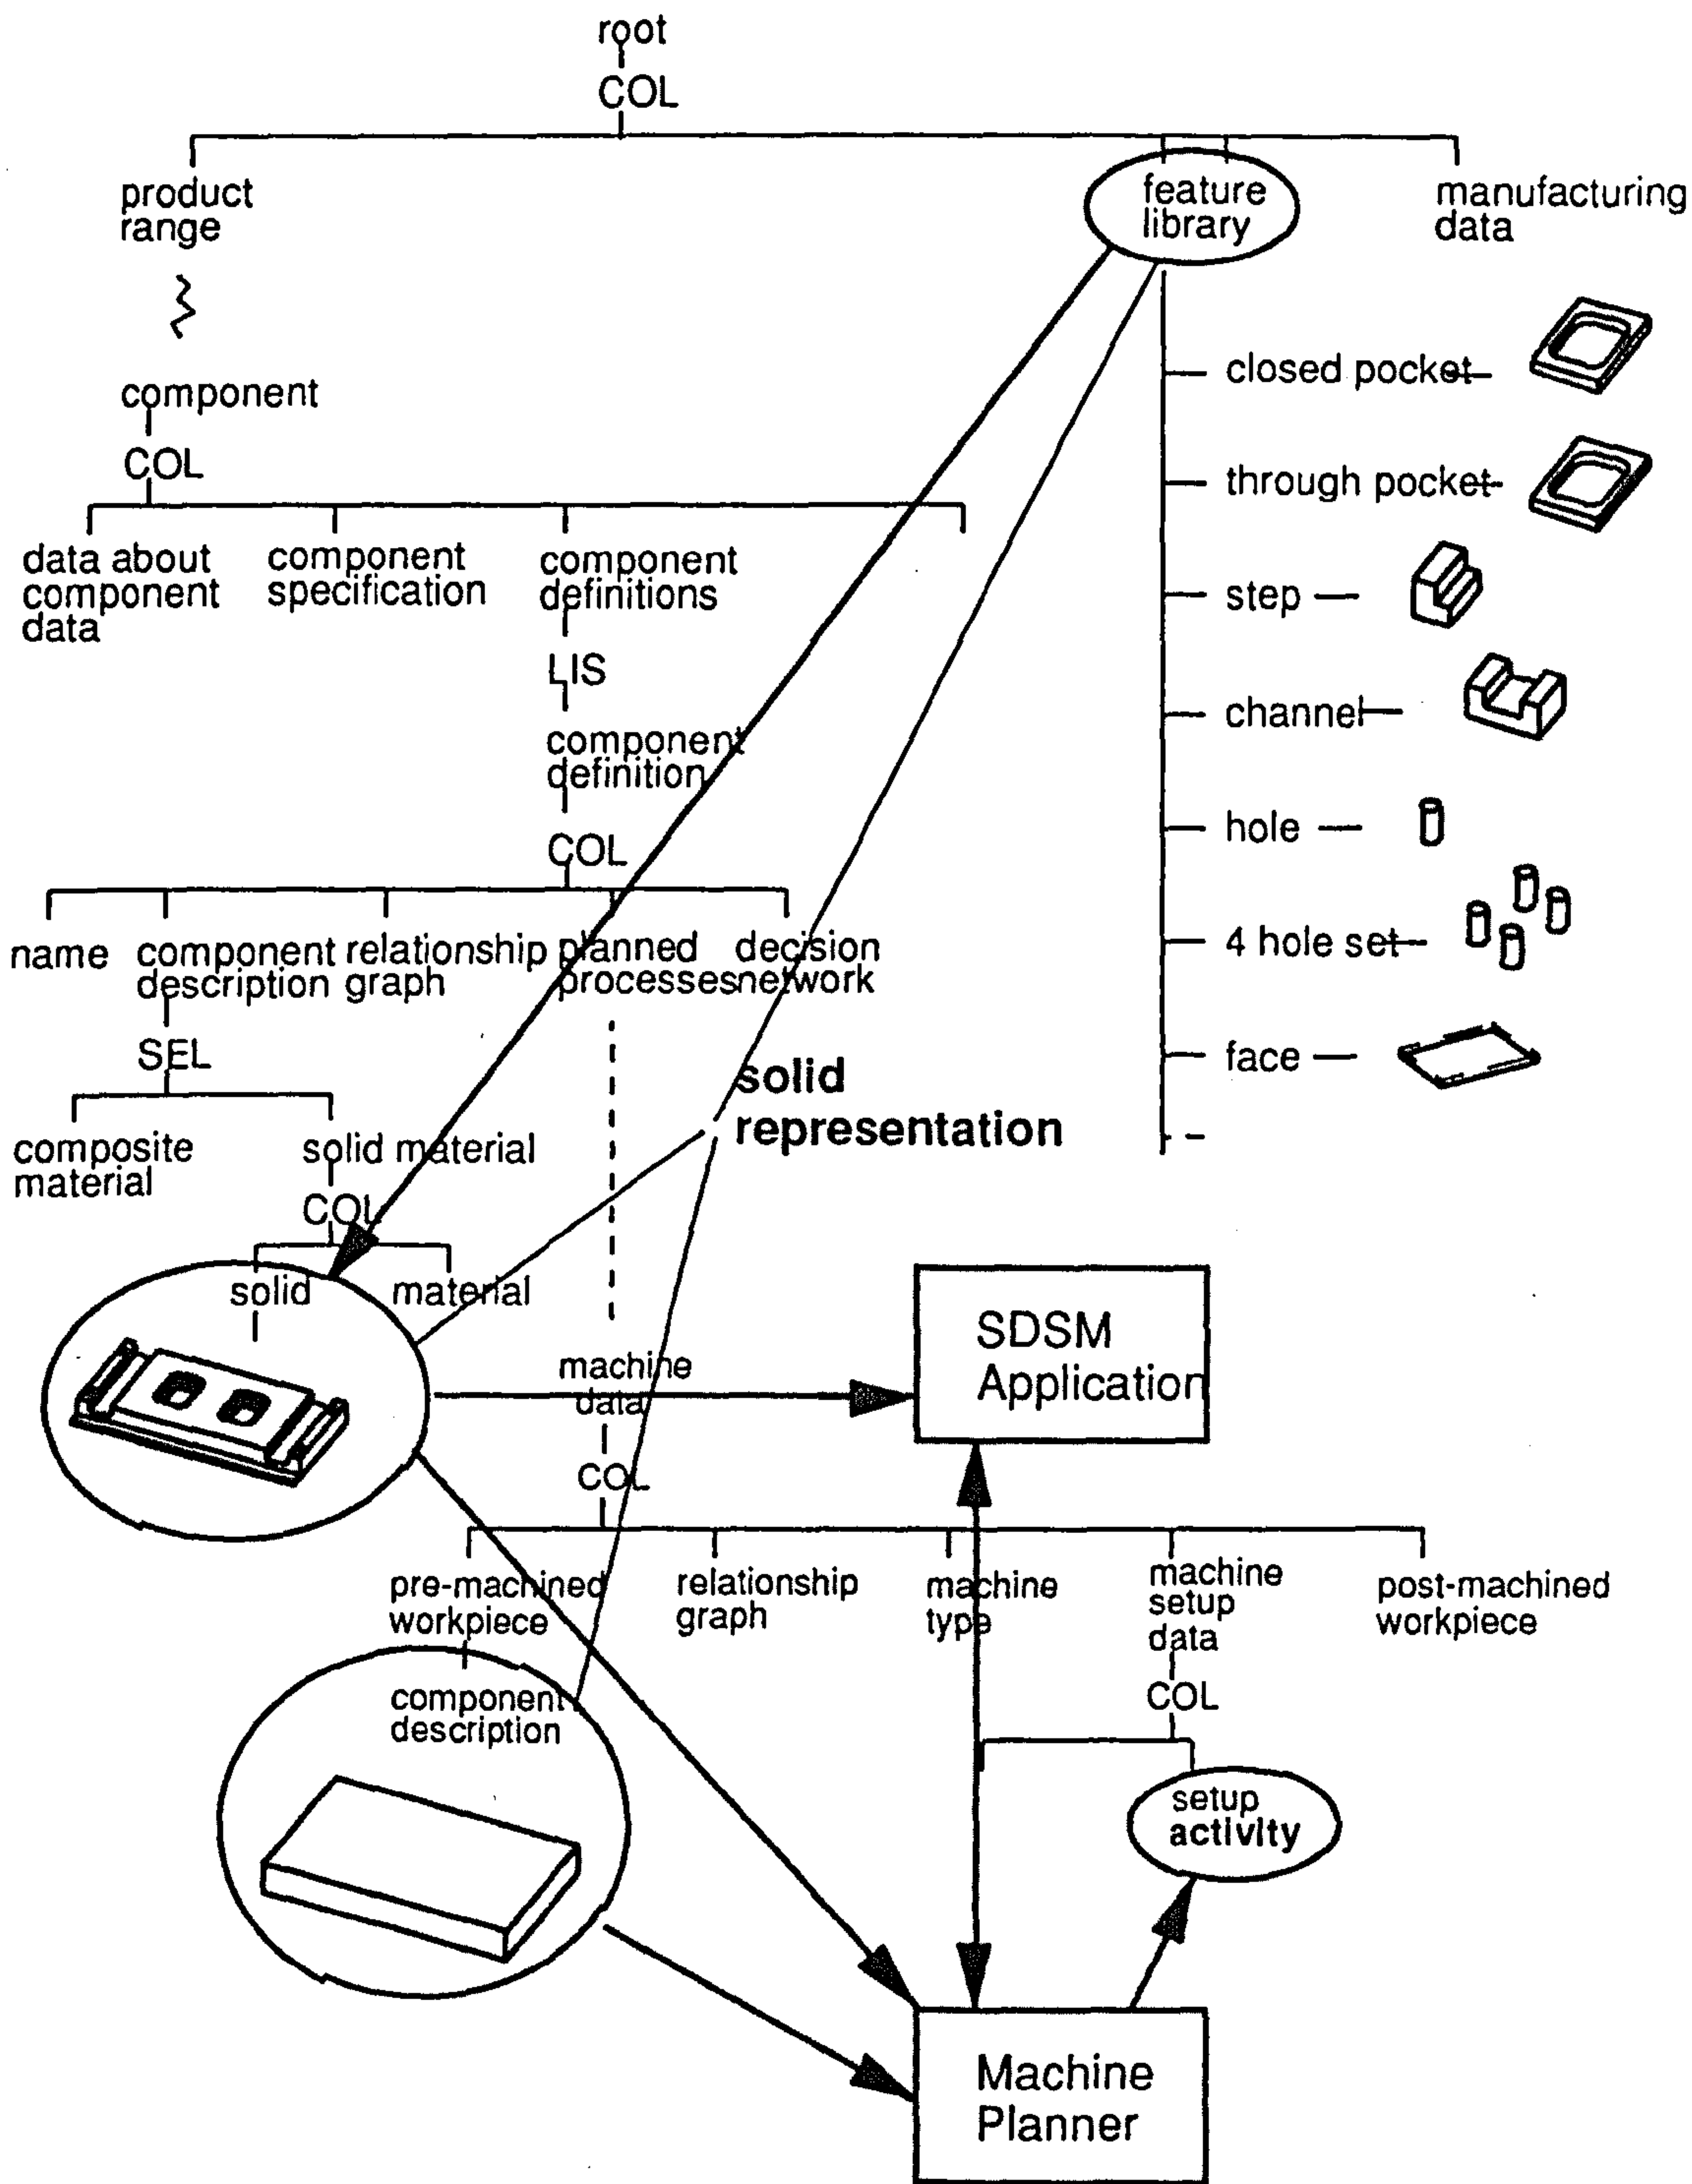 root
COL
product
range
feature
library
manufacturing
data
closed pocket
through pocket
step
channel
hole
4 hole set
face
component
COL
data about
component
data
component
specification
component
definitions
LIS
component
definition
COL
name
component
description
relationship
graph
planned
processes
decision
network
SEL
composite
material
solid material
COL
solid
material
solid
representation
SDSM
Application
machine
data
COL
pre-machined
workpiece
relationship
graph
machine
type
machine
setup
data
post-machined
workpiece
component
description
COL
setup
activity
Machine
Planner